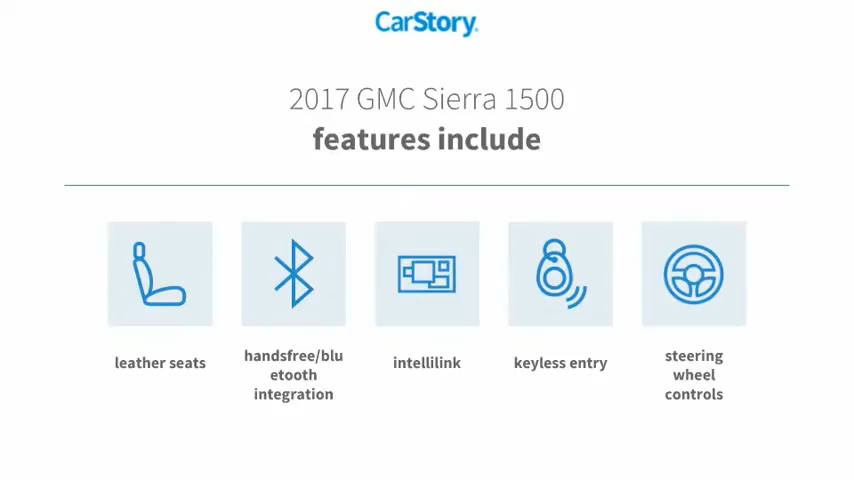 CarStory.
2017 GMC Sierra 1500
features include
leather seats
handsfree/blu
etooth
integration
intellilink
keyless entry
steering
wheel
controls